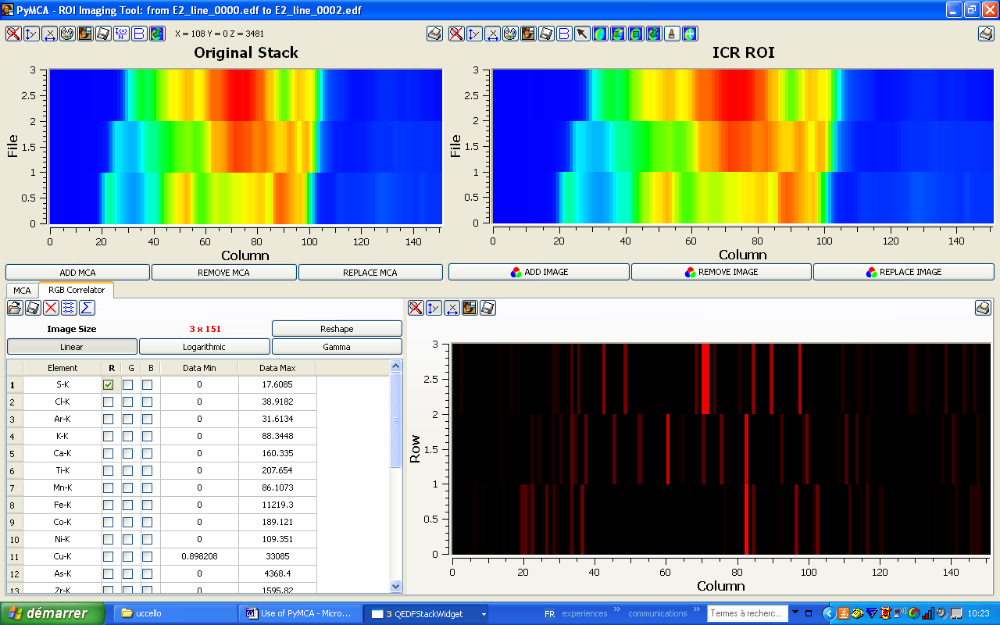 PyMCA - ROI Imaging Tool: from E2_line_0000.edf to E2_line_0002.edf
X = 108 Y = 0 Z = 3481
Original Stack
ICR ROI
3
2.5
2
1.5
1
0.5
0
File
0 20 40 60 80 100 120 140
Column
3
2.5
2
1.5
1
0.5
0
File
0 20 40 60 80 100 120 140
Column
ADD MCA REMOVE MCA REPLACE MCA
ADD IMAGE REMOVE IMAGE REPLACE IMAGE
MCA RGB Correlator
Image Size 3 x 151 Reshape
Linear Logarithmic Gamma
Element R G B Data Min Data Max
1 S-K 0 17.6085
2 Cl-K 0 38.9182
3 Ar-K 0 31.6134
4 K-K 0 88.3448
5 Ca-K 0 160.335
6 Ti-K 0 207.654
7 Mn-K 0 86.1073
8 Fe-K 0 11219.3
9 Co-K 0 189.121
10 Ni-K 0 109.351
11 Cu-K 0.898208 33085
12 As-K 0 4368.4
13 Zr-K 0 1595.82
3
2.5
2
1.5
1
0.5
0
Row
0 20 40 60 80 100 120 140
Column
démarrer uccello Use of PyMCA - Micro... 3 QEDFStackWidget FR experiences » communications » Termes à recherc... 10:23